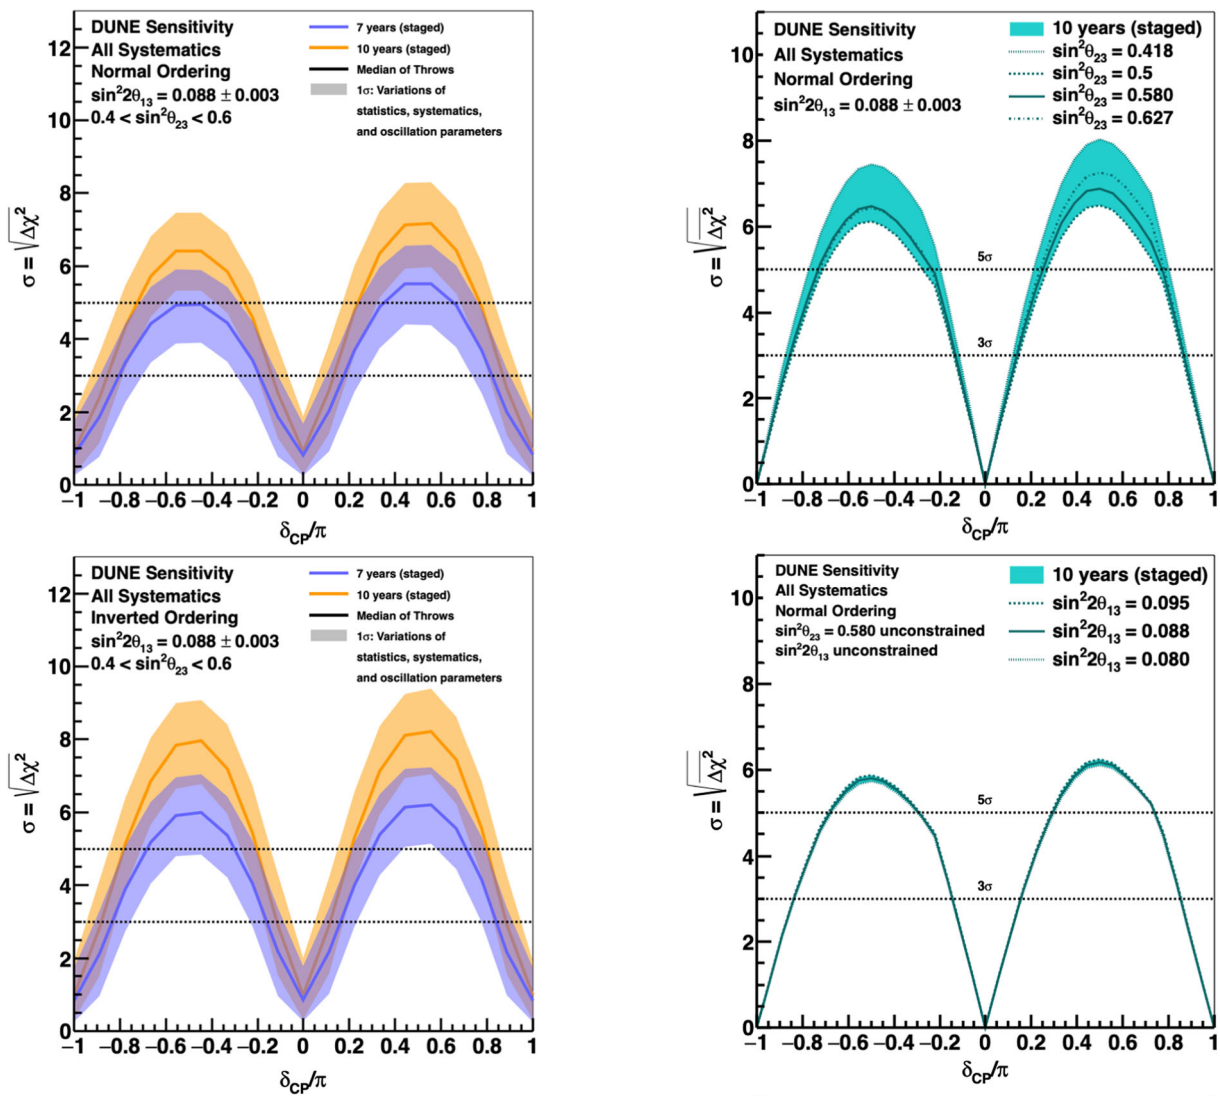 DUNE Sensitivity
All Systematics
Normal Ordering
sin²2θ₁₃ = 0.088 ± 0.003
0.4 < sin²θ₂₃ < 0.6
7 years (staged)
10 years (staged)
Median of Throws
1σ: Variations of
statistics, systematics,
and oscillation parameters
12
10
8
6
4
2
0
σ = √Δχ²
−1 −0.8 −0.6 −0.4 −0.2 0 0.2 0.4 0.6 0.8 1
δCP/π
DUNE Sensitivity
All Systematics
Normal Ordering
sin²2θ₁₃ = 0.088 ± 0.003
10 years (staged)
sin²θ₂₃ = 0.418
sin²θ₂₃ = 0.5
sin²θ₂₃ = 0.580
sin²θ₂₃ = 0.627
10
8
6
4
2
0
5σ
3σ
σ = √Δχ²
−1 −0.8 −0.6 −0.4 −0.2 0 0.2 0.4 0.6 0.8 1
δCP/π
DUNE Sensitivity
All Systematics
Inverted Ordering
sin²2θ₁₃ = 0.088 ± 0.003
0.4 < sin²θ₂₃ < 0.6
7 years (staged)
10 years (staged)
Median of Throws
1σ: Variations of
statistics, systematics,
and oscillation parameters
12
10
8
6
4
2
0
σ = √Δχ²
−1 −0.8 −0.6 −0.4 −0.2 0 0.2 0.4 0.6 0.8 1
δCP/π
DUNE Sensitivity
All Systematics
Normal Ordering
sin²θ₂₃ = 0.580 unconstrained
sin²2θ₁₃ unconstrained
10 years (staged)
sin²2θ₁₃ = 0.095
sin²2θ₁₃ = 0.088
sin²2θ₁₃ = 0.080
10
8
6
4
2
0
5σ
3σ
σ = √Δχ²
−1 −0.8 −0.6 −0.4 −0.2 0 0.2 0.4 0.6 0.8 1
δCP/π